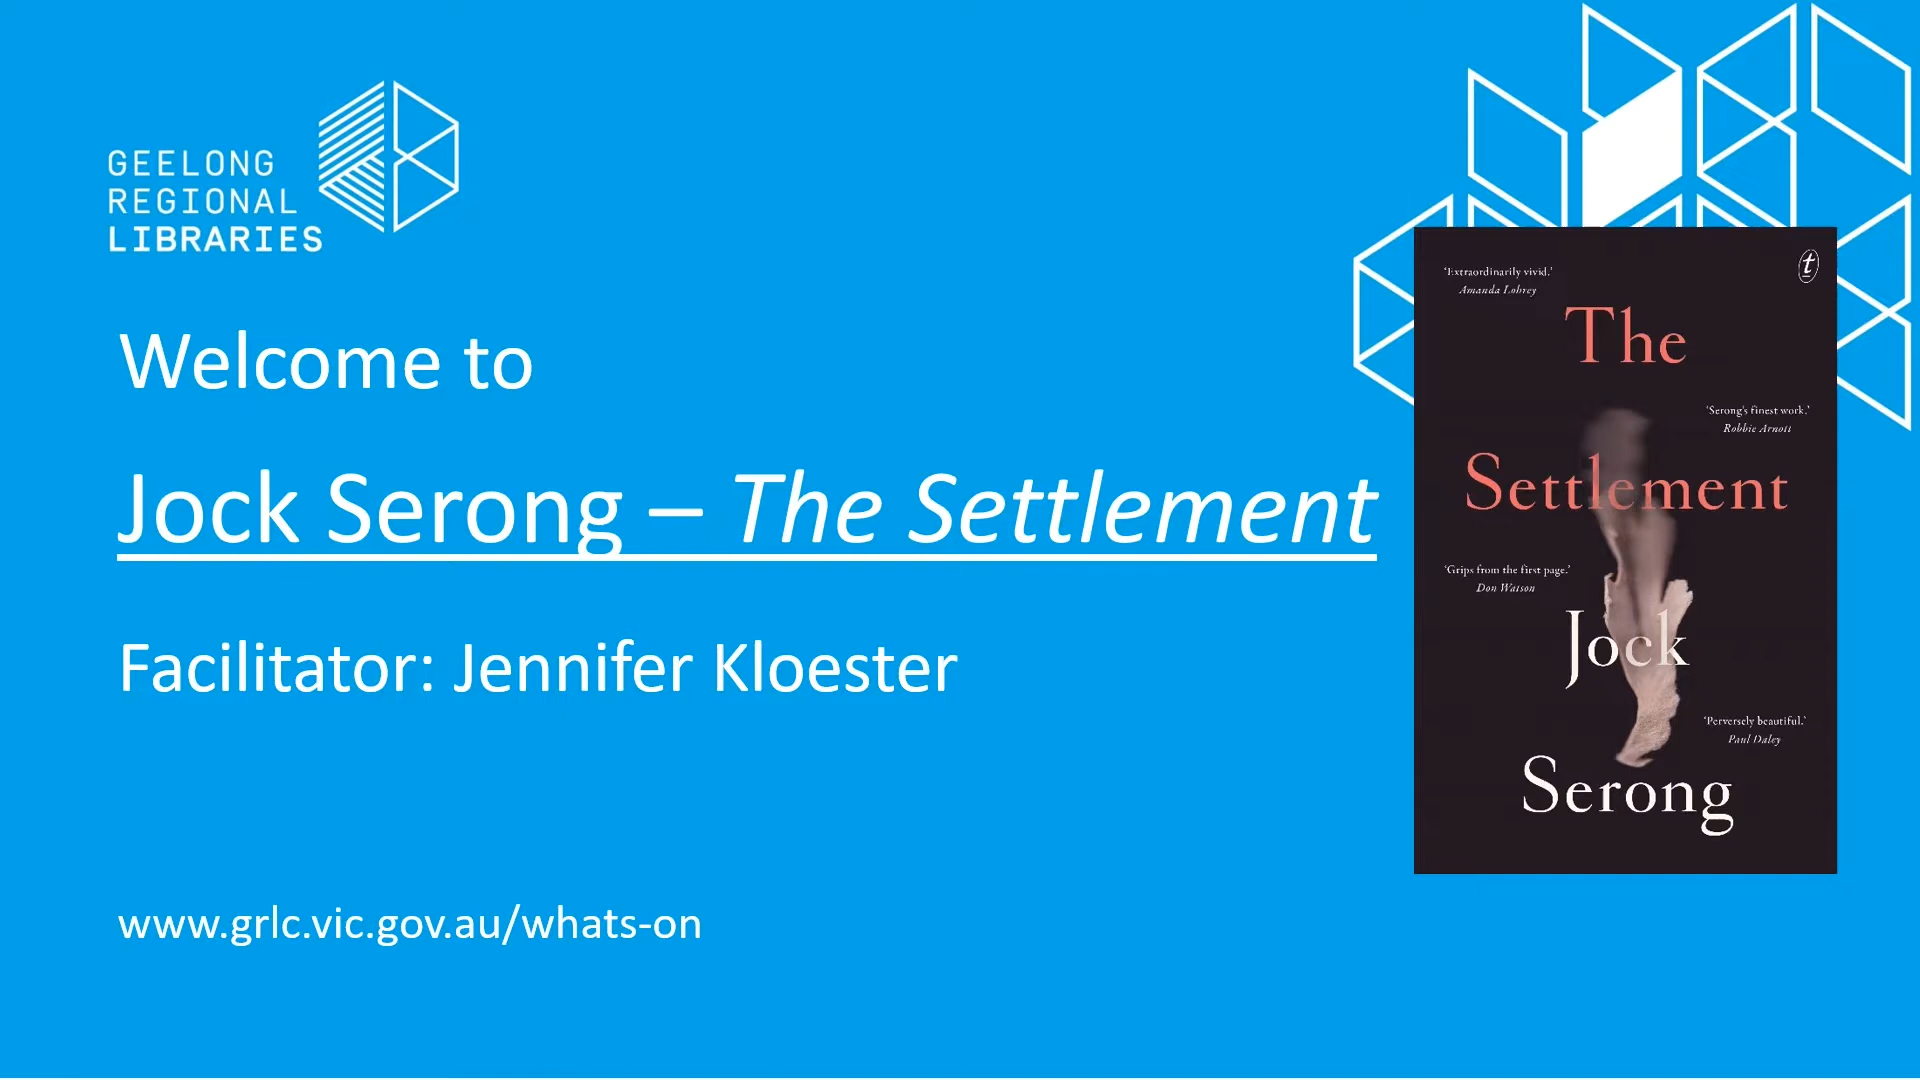 GEELONG
REGIONAL
LIBRARIES
Welcome to
Jock Serong – The Settlement
Facilitator: Jennifer Kloester
www.grlc.vic.gov.au/whats-on
‘Extraordinarily vivid.’
Amanda Lohrey
t
The
‘Serong's finest work.’
Robbie Arnott
Settlement
‘Grips from the first page.’
Don Watson
Jock
‘Perversely beautiful.’
Paul Daley
Serong